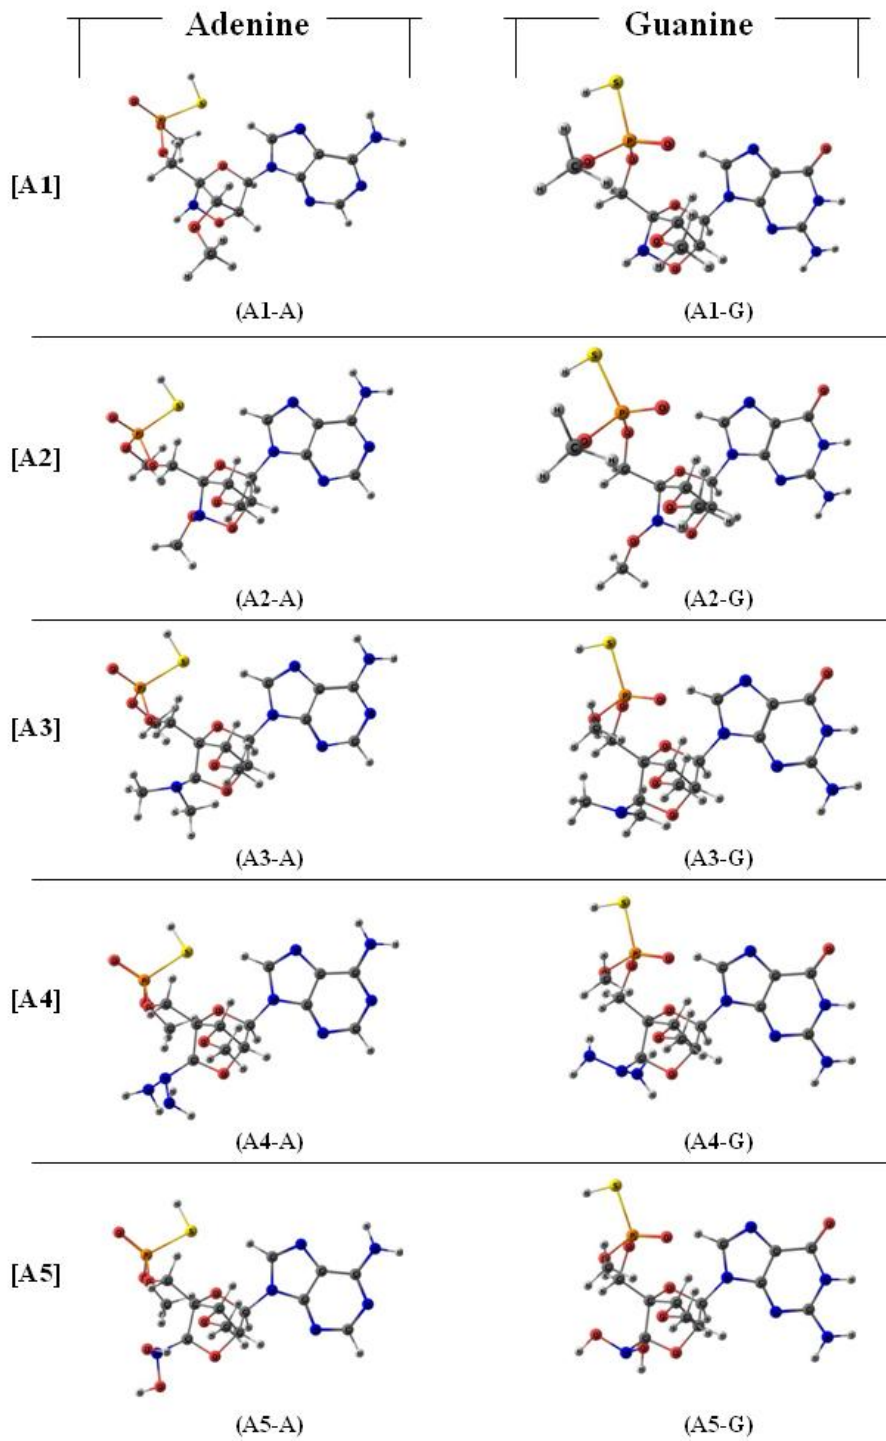 Adenine Guanine
[A1]
(A1-A) (A1-G)
[A2]
(A2-A) (A2-G)
[A3]
(A3-A) (A3-G)
[A4]
(A4-A) (A4-G)
[A5]
(A5-A) (A5-G)